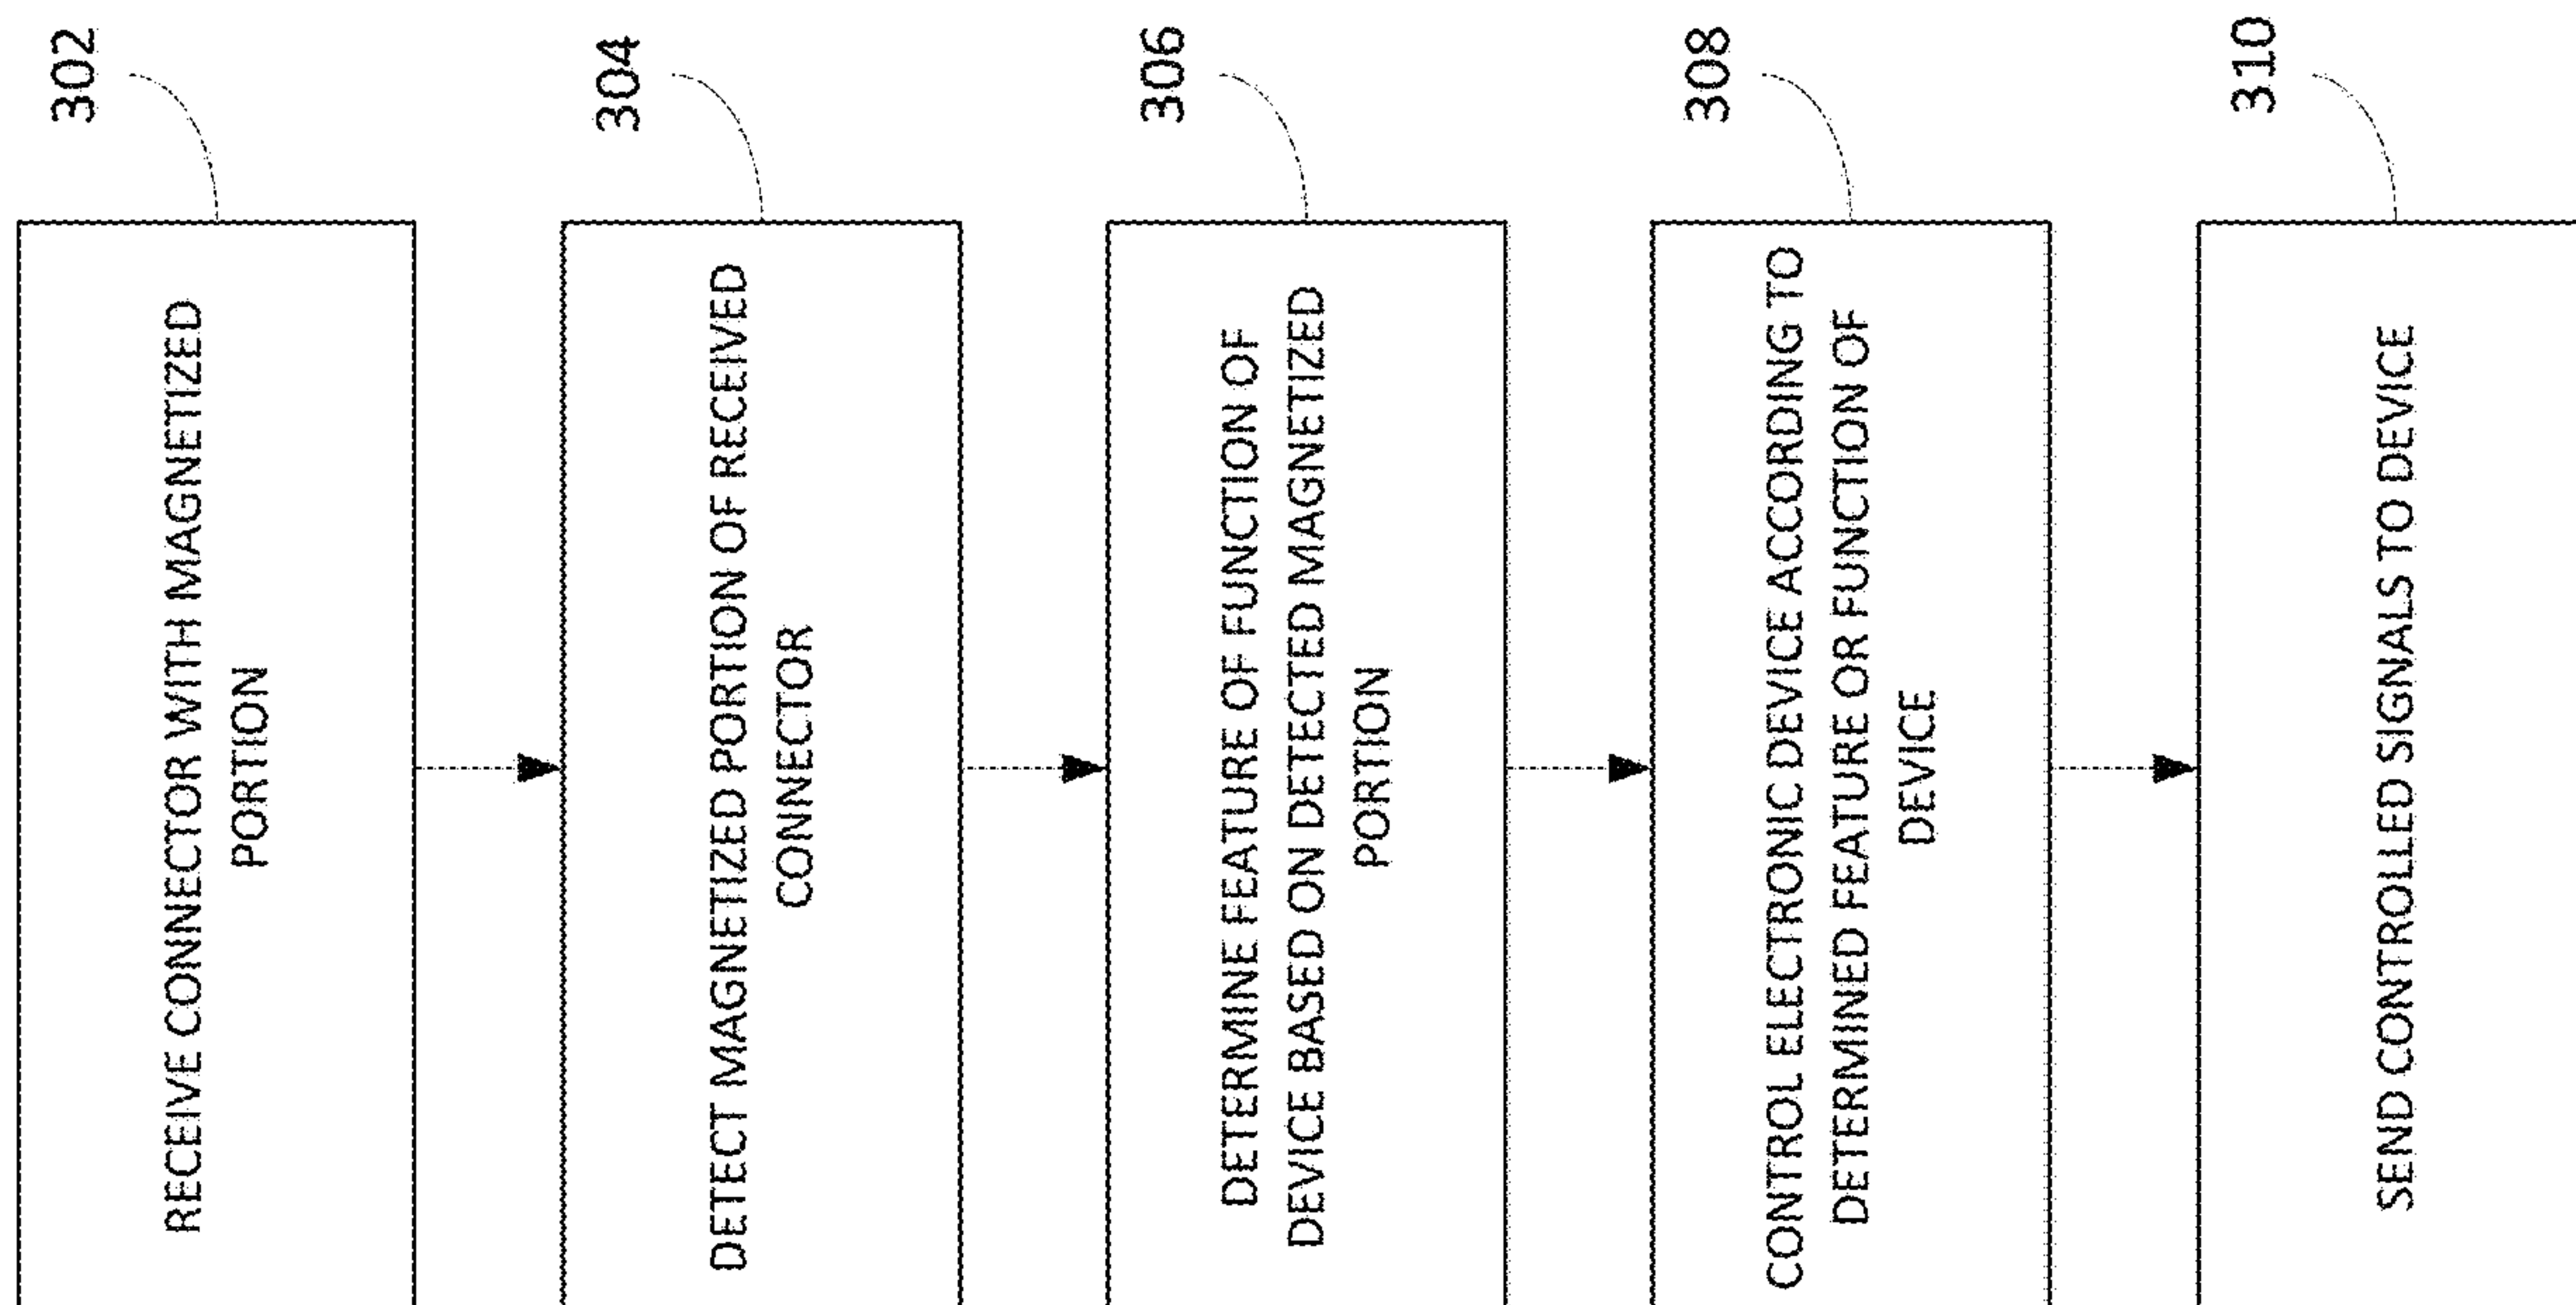 302
RECEIVE CONNECTOR WITH MAGNETIZED
PORTION
304
DETECT MAGNETIZED PORTION OF RECEIVED
CONNECTOR
306
DETERMINE FEATURE OF FUNCTION OF
DEVICE BASED ON DETECTED MAGNETIZED
PORTION
308
CONTROL ELECTRONIC DEVICE ACCORDING TO
DETERMINED FEATURE OR FUNCTION OF
DEVICE
310
SEND CONTROLLED SIGNALS TO DEVICE